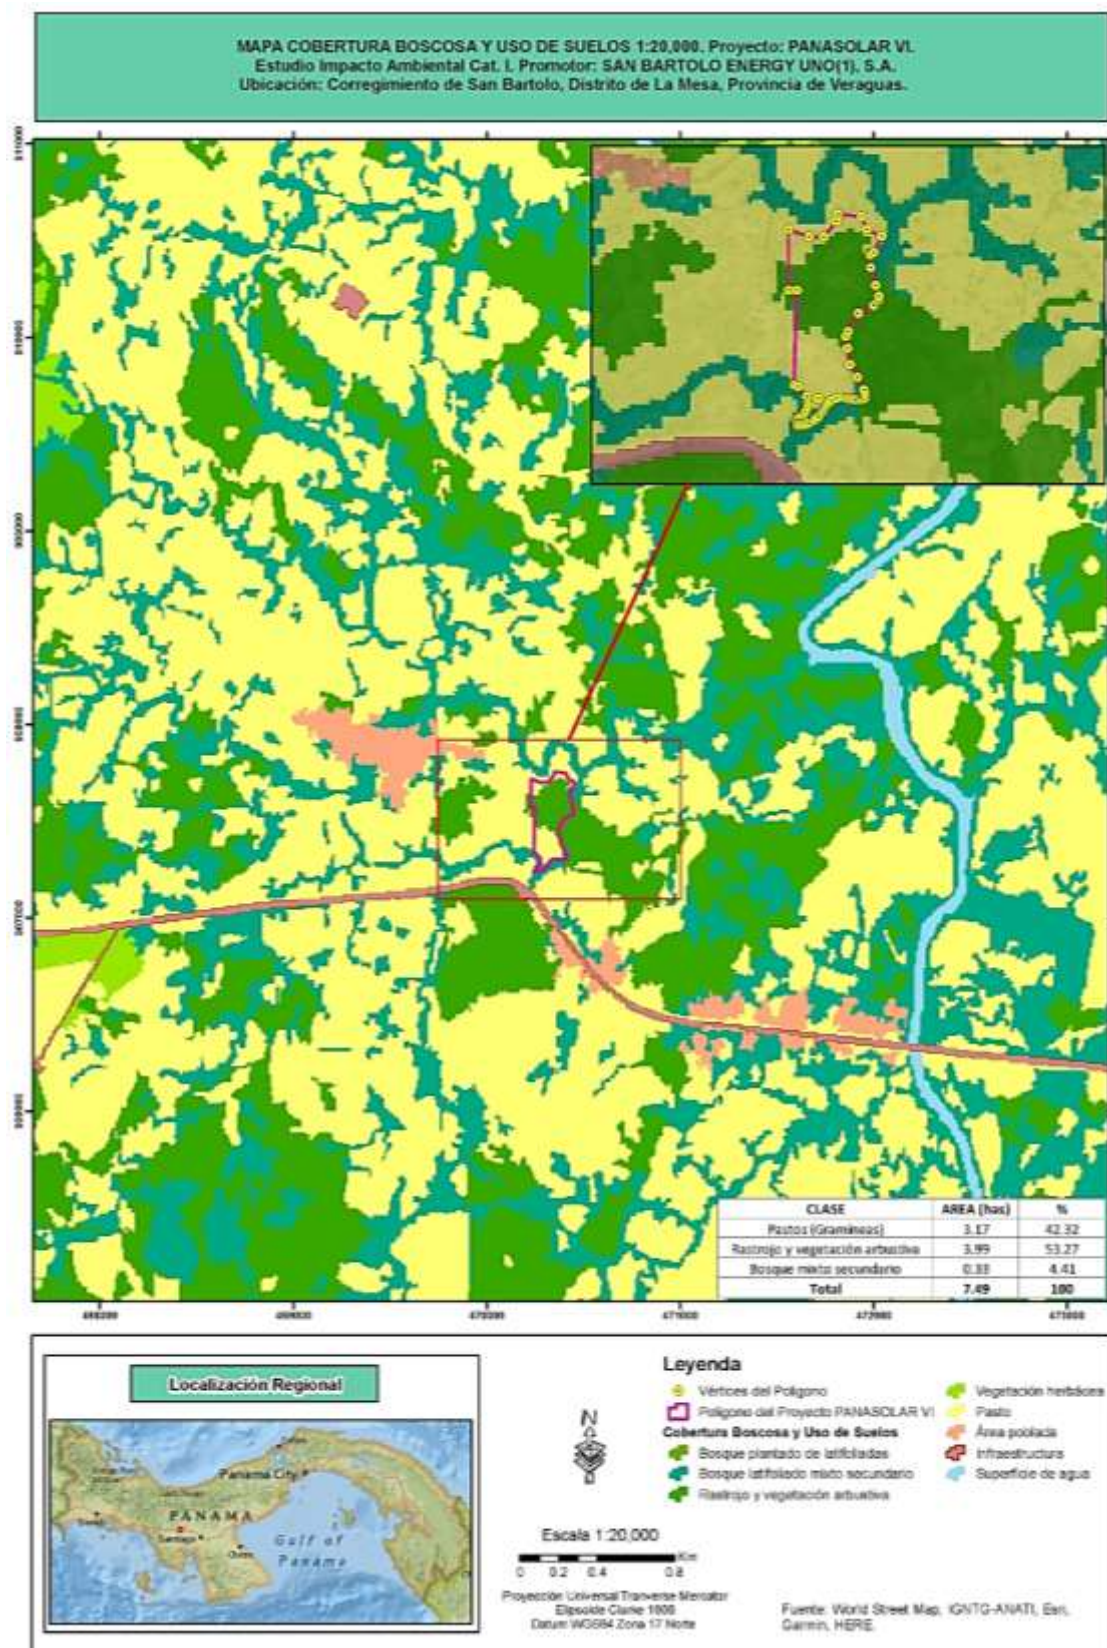 MAPA COBERTURA BOSCOSA Y USO DE SUELOS 1:20,000. Proyecto: PANASOLAR VI.
Estudio Impacto Ambiental Cat. I. Promotor: SAN BARTOLO ENERGY UNO(1), S.A.
Ubicación: Corregimiento de San Bartolo, Distrito de La Mesa, Provincia de Veraguas.
CLASE AREA (has) %
Pastos (Gramineas) 3.17 42.32
Rastrojo y vegetación arbustiva 3.99 53.27
Bosque mixto secundario 0.33 4.41
Total 7.49 100
470000 471000 472000 473000
Localización Regional
Panama City
PANAMA
Santiago
Gulf of
Panama
N
Escala 1:20,000
Km
0 0.2 0.4 0.8
Proyección Universal Tranverse Mercator
Elipsoide Clarke 1866
Datum WGS84 Zona 17 Norte
Leyenda
Vértices del Polígono
Polígono del Proyecto PANASOLAR VI
Cobertura Boscosa y Uso de Suelos
Bosque plantado de latifoliadas
Bosque latifoliado mixto secundario
Rastrojo y vegetación arbustiva
Vegetación herbácea
Pasto
Área poblada
Infraestructura
Superficie de agua
Fuente: World Street Map, IGNTG-ANATI, Esri,
Garmin, HERE.